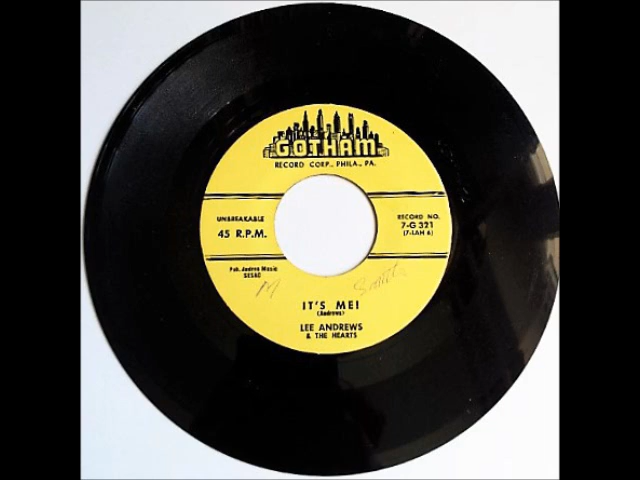 GOTHAM
RECORD CORP., PHILA., PA.
UNBREAKABLE
45 R.P.M.
RECORD NO.
7-G 321
(7-LAH 6)
Pub. Andrea Music
SESAC
M
IT'S ME!
(Andrews)
LEE ANDREWS
& THE HEARTS